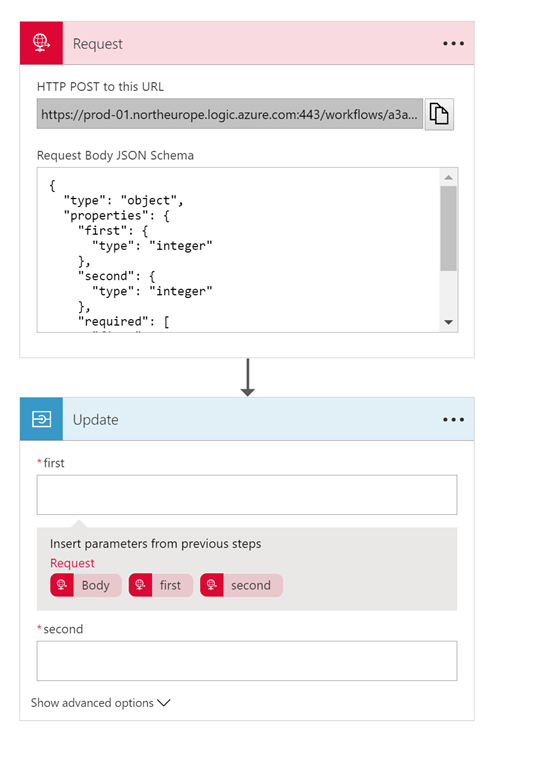 Request
HTTP POST to this URL
https://prod-01.northeurope.logic.azure.com:443/workflows/a3a...
Request Body JSON Schema
{
  "type": "object",
  "properties": {
    "first": {
      "type": "integer"
    },
    "second": {
      "type": "integer"
    },
    "required": [
Update
*first
Insert parameters from previous steps
Request
Body first second
*second
Show advanced options